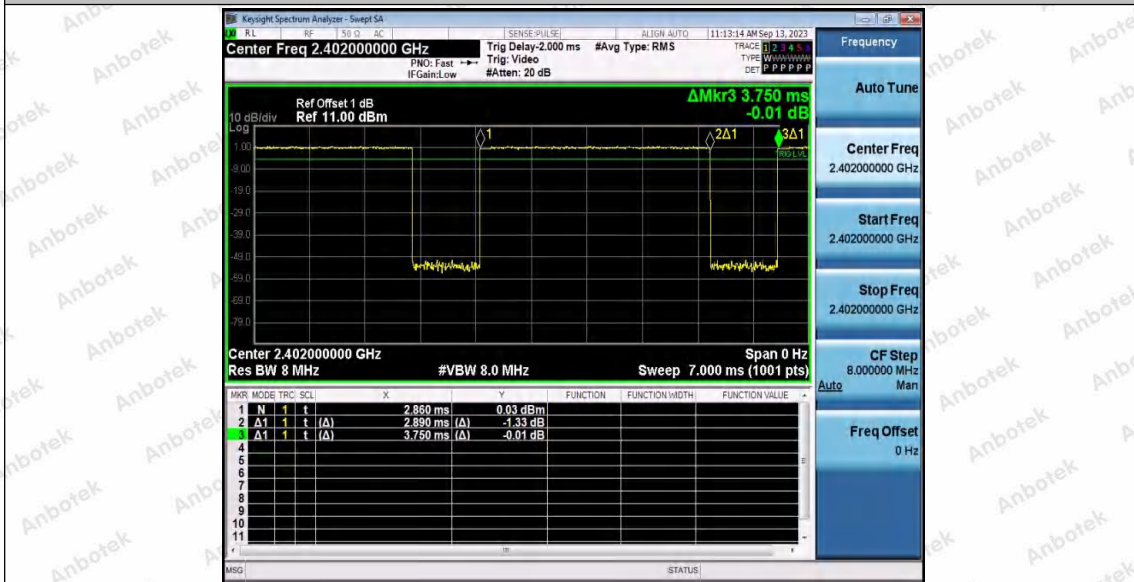 Keysight Spectrum Analyzer - Swept SA
RL RF 50 Ω AC SENSE:PULSE ALIGN AUTO 11:13:14 AM Sep 13, 2023
Center Freq 2.402000000 GHz
PNO: Fast
IFGain:Low
Trig Delay-2.000 ms
Trig: Video
#Atten: 20 dB
#Avg Type: RMS
TRACE 1 2 3 4 5 6
TYPE WWWWWW
DET P P P P P P
ΔMkr3 3.750 ms
-0.01 dB
Ref Offset 1 dB
10 dB/div Ref 11.00 dBm
Log
1.00
-9.00
-19.0
-29.0
-39.0
-49.0
-59.0
-69.0
-79.0
1
2Δ1
3Δ1
TRIG LVL
Center 2.402000000 GHz Span 0 Hz
Res BW 8 MHz #VBW 8.0 MHz Sweep 7.000 ms (1001 pts)
MKR MODE TRC SCL X Y FUNCTION FUNCTION WIDTH FUNCTION VALUE
1 N 1 t 2.860 ms 0.03 dBm
2 Δ1 1 t (Δ) 2.890 ms (Δ) -1.33 dB
3 Δ1 1 t (Δ) 3.750 ms (Δ) -0.01 dB
4
5
6
7
8
9
10
11
MSG STATUS
Frequency
Auto Tune
Center Freq
2.402000000 GHz
Start Freq
2.402000000 GHz
Stop Freq
2.402000000 GHz
CF Step
8.000000 MHz
Auto Man
Freq Offset
0 Hz
Anbotek